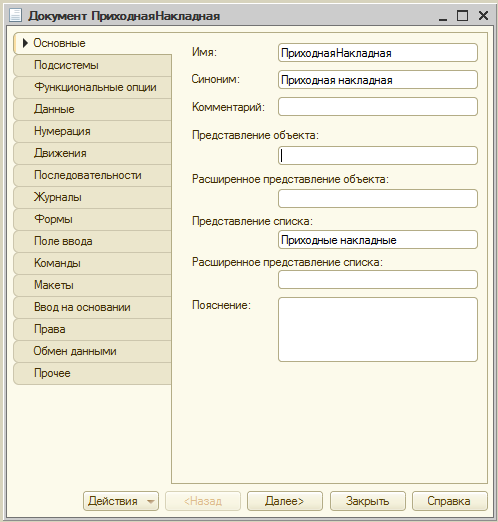 Документ ПриходнаяНакладная
Основные
Подсистемы
Функциональные опции
Данные
Нумерация
Движения
Последовательности
Журналы
Формы
Поле ввода
Команды
Макеты
Ввод на основании
Права
Обмен данными
Прочее
Имя: ПриходнаяНакладная
Синоним: Приходная накладная
Комментарий:
Представление объекта:
Расширенное представление объекта:
Представление списка:
Приходные накладные
Расширенное представление списка:
Пояснение:
Действия <Назад Далее> Закрыть Справка